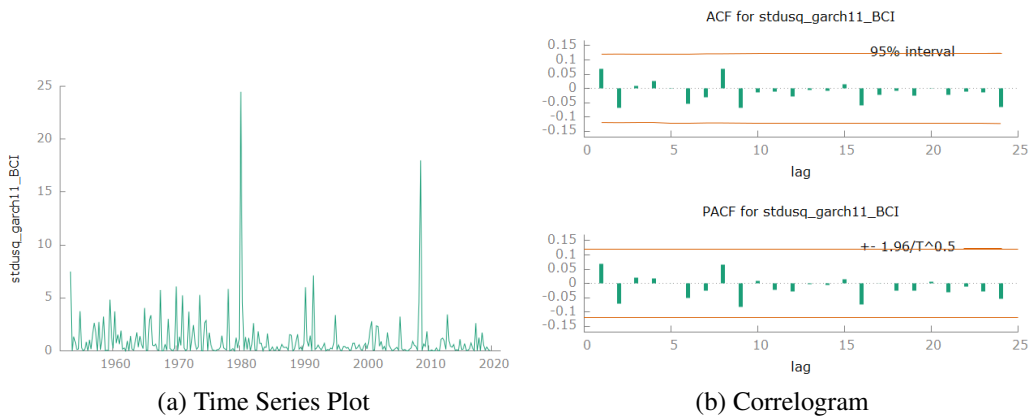 stdusq_garch11_BCI
25
20
15
10
5
0
1960 1970 1980 1990 2000 2010 2020
(a) Time Series Plot
ACF for stdusq_garch11_BCI
95% interval
0.15
0.1
0.05
0
-0.05
-0.1
-0.15
0 5 10 15 20 25
lag
PACF for stdusq_garch11_BCI
+- 1.96/T^0.5
0.15
0.1
0.05
0
-0.05
-0.1
-0.15
0 5 10 15 20 25
lag
(b) Correlogram